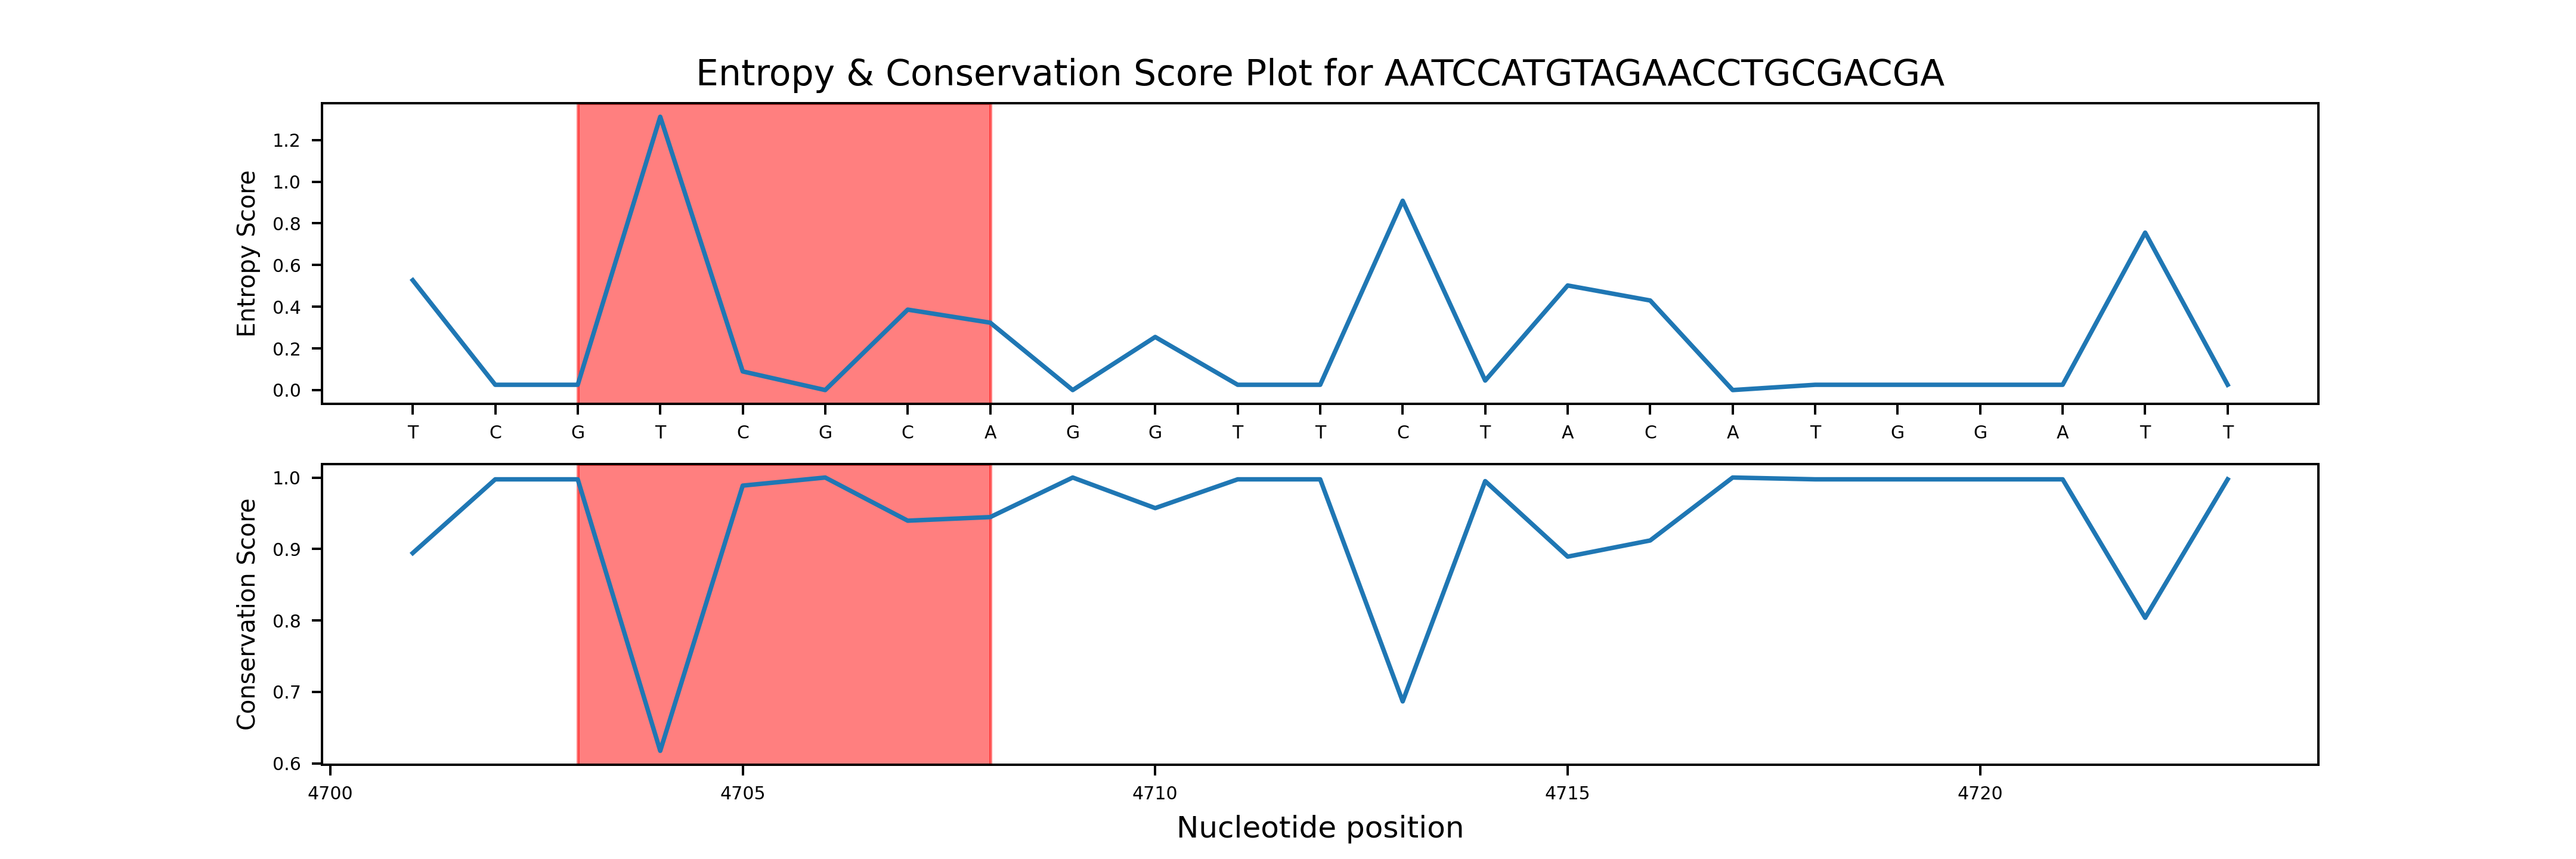 Entropy & Conservation Score Plot for AATCCATGTAGAACCTGCGACGA
Entropy Score
1.2
1.0
0.8
0.6
0.4
0.2
0.0
T C G T C G C A G G T T C T A C A T G G A T T
Conservation Score
1.0
0.9
0.8
0.7
0.6
4700 4705 4710 4715 4720
Nucleotide position